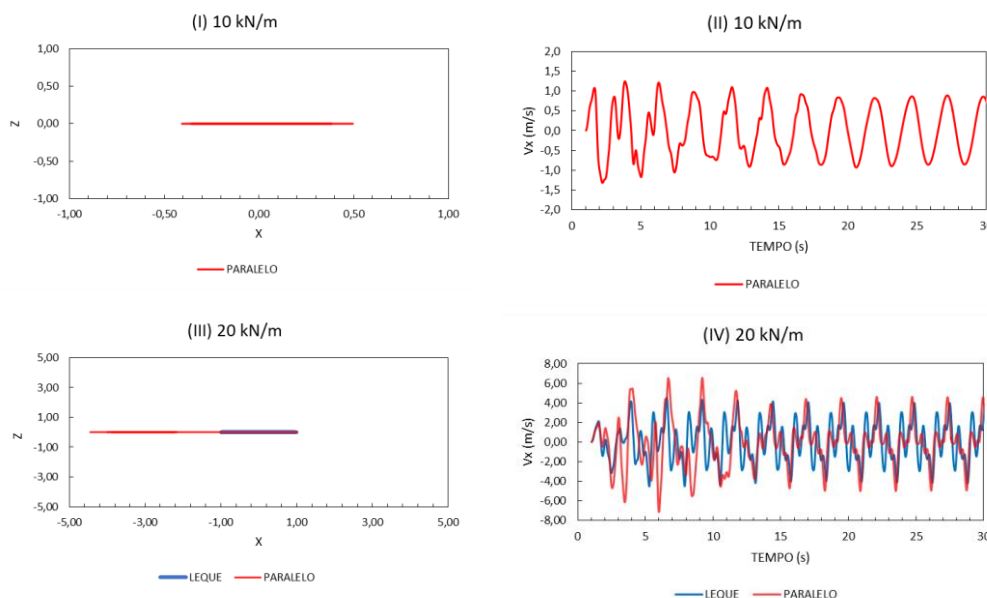 (I) 10 kN/m
1,00
0,50
Z
0,00
-0,50
-1,00
-1,00 -0,50 0,00 0,50 1,00
X
PARALELO
(II) 10 kN/m
2,0
1,5
1,0
0,5
Vx (m/s)
0,0
-0,5
-1,0
-1,5
-2,0
0 5 10 15 20 25 30
TEMPO (s)
PARALELO
(III) 20 kN/m
5,00
3,00
1,00
Z
-1,00
-3,00
-5,00
-5,00 -3,00 -1,00 1,00 3,00 5,00
X
LEQUE PARALELO
(IV) 20 kN/m
8,00
6,00
4,00
2,00
Vx (m/s)
0,00
-2,00
-4,00
-6,00
-8,00
0 5 10 15 20 25 30
TEMPO (s)
LEQUE PARALELO